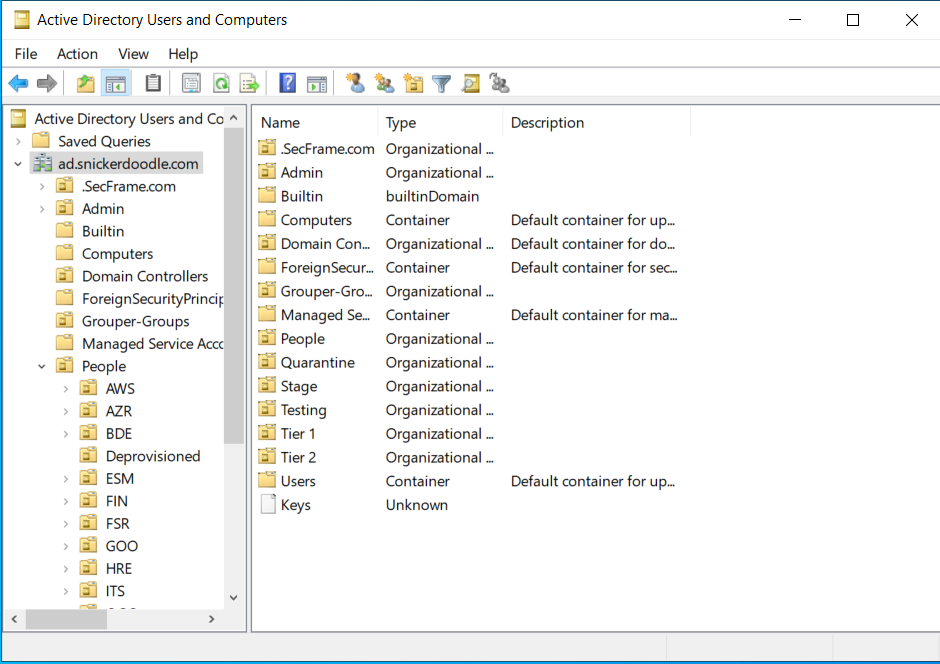 Active Directory Users and Computers
File Action View Help
Active Directory Users and Co
Saved Queries
ad.snickerdoodle.com
.SecFrame.com
Admin
Builtin
Computers
Domain Controllers
ForeignSecurityPrincip
Grouper-Groups
Managed Service Acco
People
AWS
AZR
BDE
Deprovisioned
ESM
FIN
FSR
GOO
HRE
ITS
Name Type Description
.SecFrame.com Organizational ...
Admin Organizational ...
Builtin builtinDomain
Computers Container Default container for up...
Domain Con... Organizational ... Default container for do...
ForeignSecur... Container Default container for sec...
Grouper-Gro... Organizational ...
Managed Se... Container Default container for ma...
People Organizational ...
Quarantine Organizational ...
Stage Organizational ...
Testing Organizational ...
Tier 1 Organizational ...
Tier 2 Organizational ...
Users Container Default container for up...
Keys Unknown